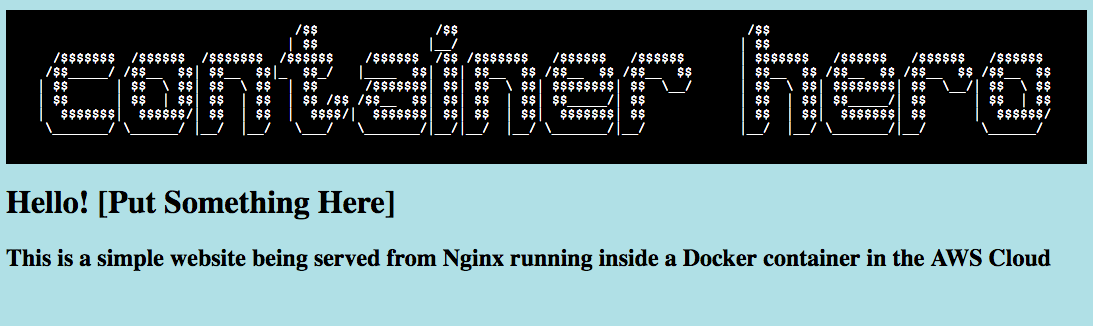 container hero
Hello! [Put Something Here]
This is a simple website being served from Nginx running inside a Docker container in the AWS Cloud